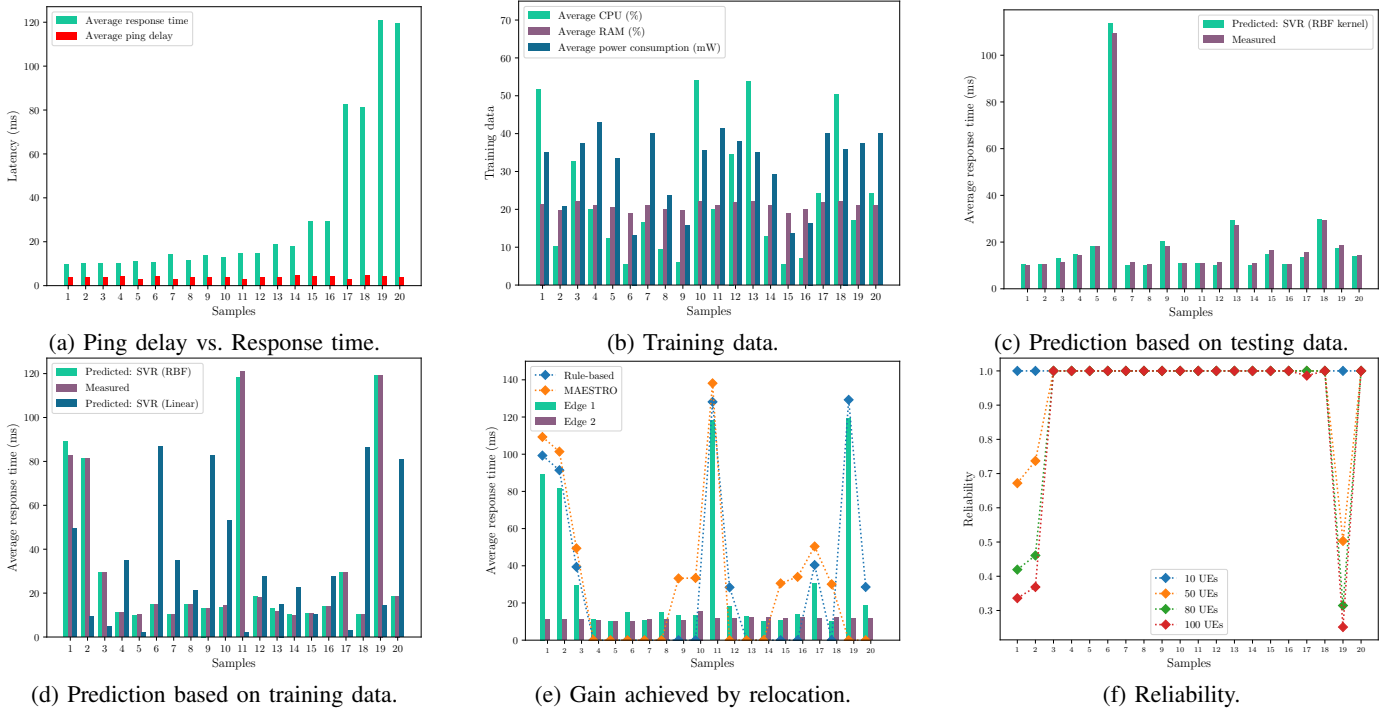 Average response time
Average ping delay
Latency (ms)
0 20 40 60 80 100 120
1 2 3 4 5 6 7 8 9 10 11 12 13 14 15 16 17 18 19 20
Samples
(a) Ping delay vs. Response time.
Average CPU (%)
Average RAM (%)
Average power consumption (mW)
Training data
0 10 20 30 40 50 60 70
1 2 3 4 5 6 7 8 9 10 11 12 13 14 15 16 17 18 19 20
Samples
(b) Training data.
Predicted: SVR (RBF kernel)
Measured
Average response time (ms)
0 20 40 60 80 100
1 2 3 4 5 6 7 8 9 10 11 12 13 14 15 16 17 18 19 20
Samples
(c) Prediction based on testing data.
Predicted: SVR (RBF)
Measured
Predicted: SVR (Linear)
Average response time (ms)
0 20 40 60 80 100 120
1 2 3 4 5 6 7 8 9 10 11 12 13 14 15 16 17 18 19 20
Samples
(d) Prediction based on training data.
Rule-based
MAESTRO
Edge 1
Edge 2
Average response time (ms)
0 20 40 60 80 100 120 140
1 2 3 4 5 6 7 8 9 10 11 12 13 14 15 16 17 18 19 20
Samples
(e) Gain achieved by relocation.
Reliability
0.3 0.4 0.5 0.6 0.7 0.8 0.9 1.0
10 UEs
50 UEs
80 UEs
100 UEs
1 2 3 4 5 6 7 8 9 10 11 12 13 14 15 16 17 18 19 20
Samples
(f) Reliability.